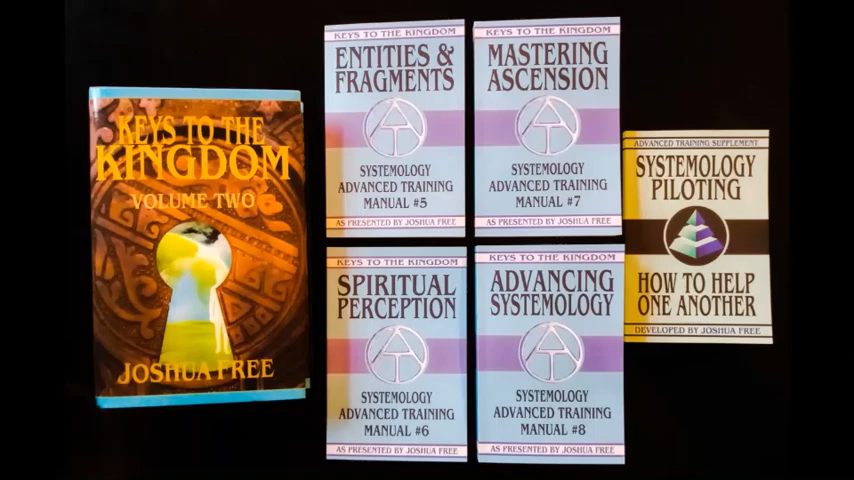 KEYS TO THE
KINGDOM
VOLUME TWO
JOSHUA FREE
KEYS TO THE KINGDOM
ENTITIES &
FRAGMENTS
AT
SYSTEMOLOGY
ADVANCED TRAINING
MANUAL #5
AS PRESENTED BY JOSHUA FREE
KEYS TO THE KINGDOM
MASTERING
ASCENSION
AT
SYSTEMOLOGY
ADVANCED TRAINING
MANUAL #7
AS PRESENTED BY JOSHUA FREE
KEYS TO THE KINGDOM
SPIRITUAL
PERCEPTION
AT
SYSTEMOLOGY
ADVANCED TRAINING
MANUAL #6
AS PRESENTED BY JOSHUA FREE
KEYS TO THE KINGDOM
ADVANCING
SYSTEMOLOGY
AT
SYSTEMOLOGY
ADVANCED TRAINING
MANUAL #8
AS PRESENTED BY JOSHUA FREE
ADVANCED TRAINING SUPPLEMENT
SYSTEMOLOGY
PILOTING
HOW TO HELP
ONE ANOTHER
DEVELOPED BY JOSHUA FREE